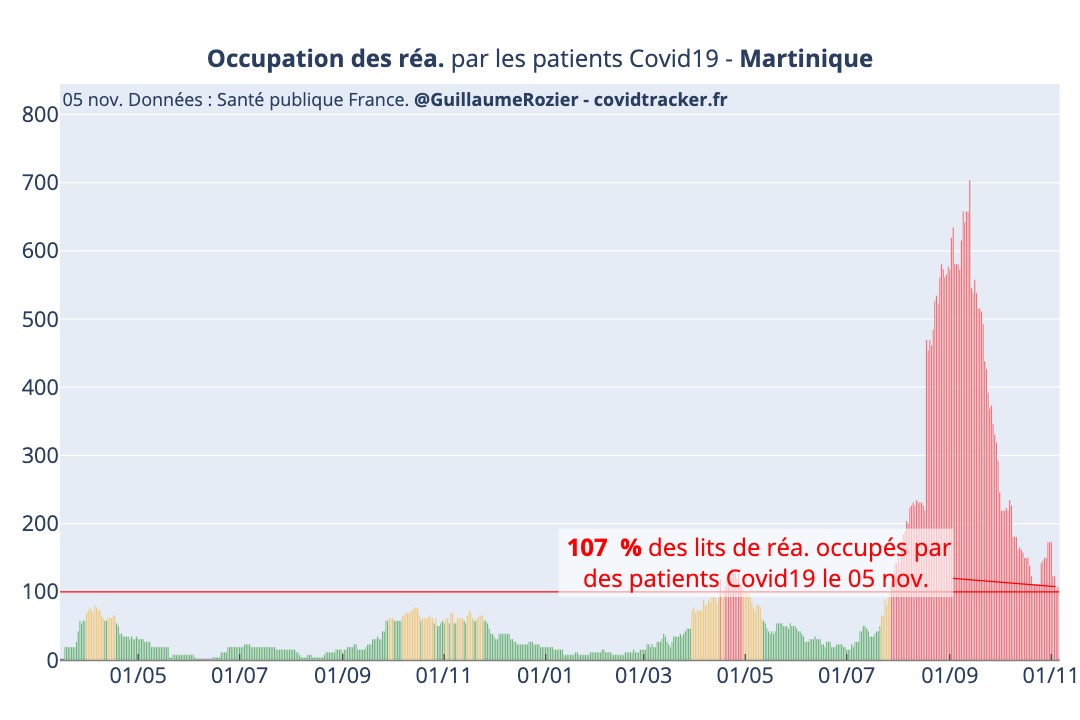 Occupation des réa. par les patients Covid19 - Martinique
05 nov. Données : Santé publique France. @GuillaumeRozier - covidtracker.fr
800
700
600
500
400
300
200
107 % des lits de réa. occupés par
des patients Covid19 le 05 nov.
100
0
01/05 01/07 01/09 01/11 01/01 01/03 01/05 01/07 01/09 01/11